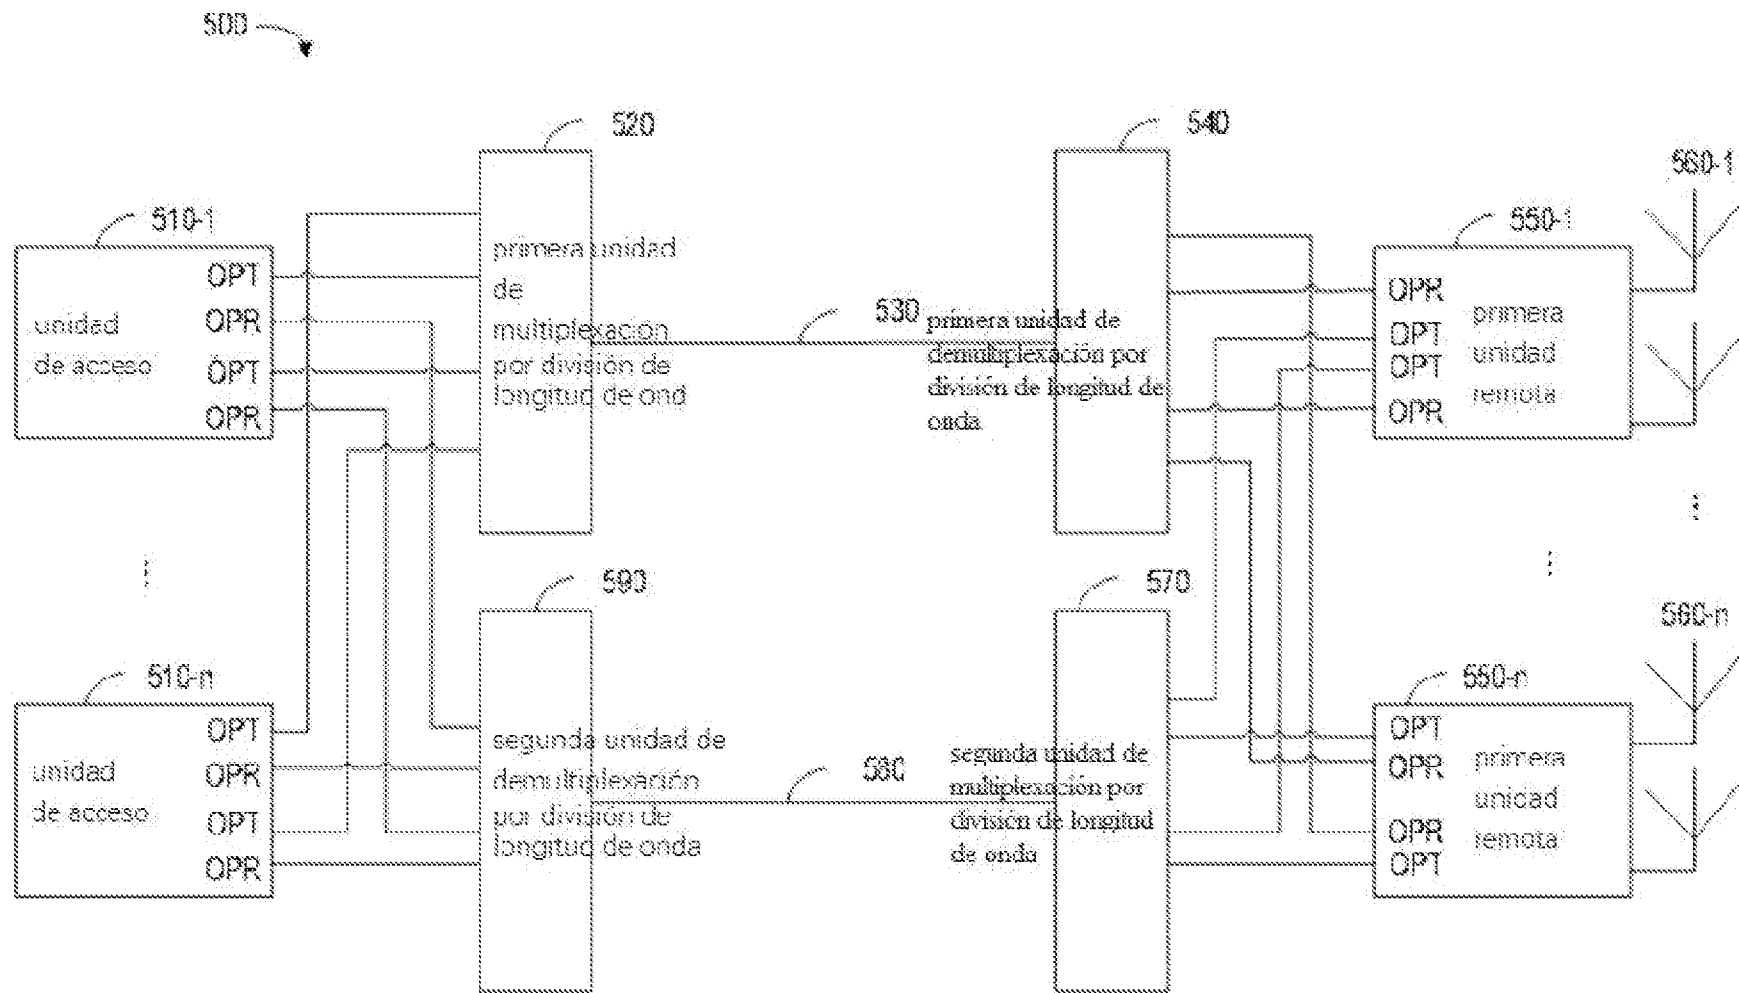 500
520
540
560-1
510-1
550-1
OPT
OPR
OPT
OPR
unidad
de acceso
primera unidad
de
multiplexación
por división de
longitud de ond
530
primera unidad de
demultiplexación por
división de longitud de
onda
OPR
OPT
OPT
OPR
primera
unidad
remota
590
570
560-n
510-n
550-n
OPT
OPR
OPT
OPR
unidad
de acceso
segunda unidad de
demultiplexación
por división de
longitud de onda
580
segunda unidad de
multiplexación por
división de longitud
de onda
OPT
OPR
OPR
OPT
primera
unidad
remota